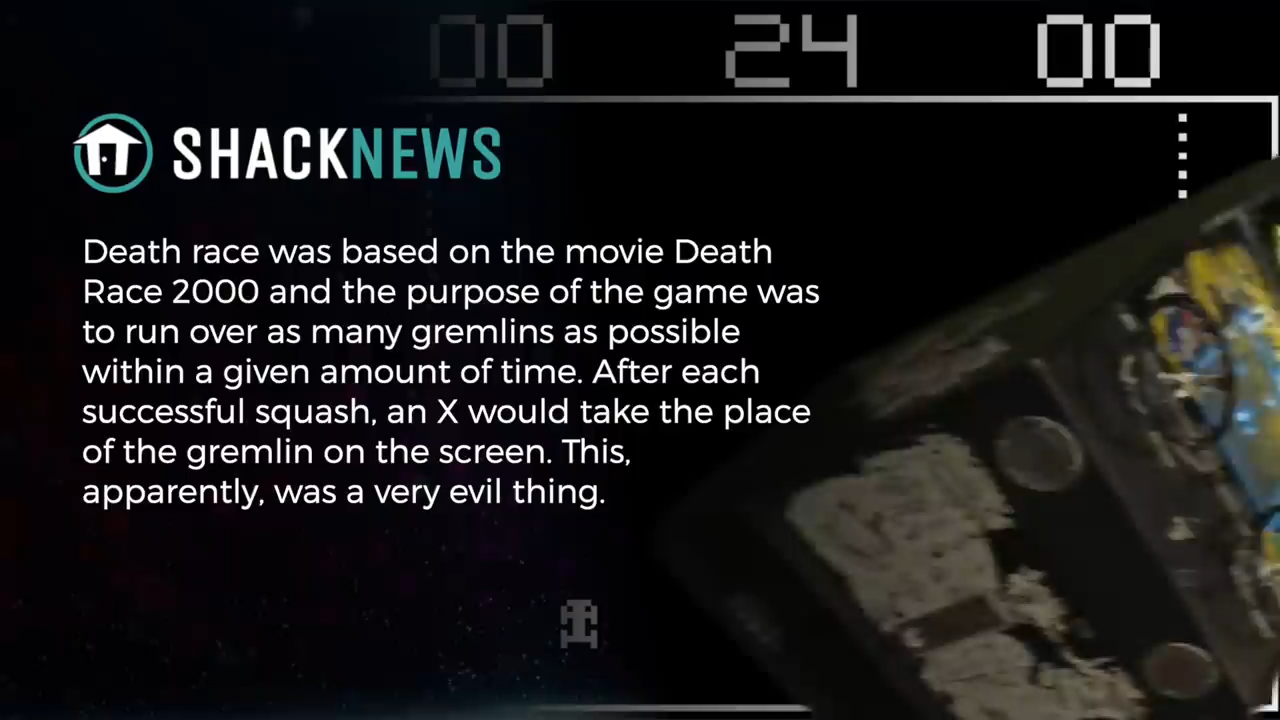 00 24 00
SHACKNEWS
Death race was based on the movie Death
Race 2000 and the purpose of the game was
to run over as many gremlins as possible
within a given amount of time. After each
successful squash, an X would take the place
of the gremlin on the screen. This,
apparently, was a very evil thing.